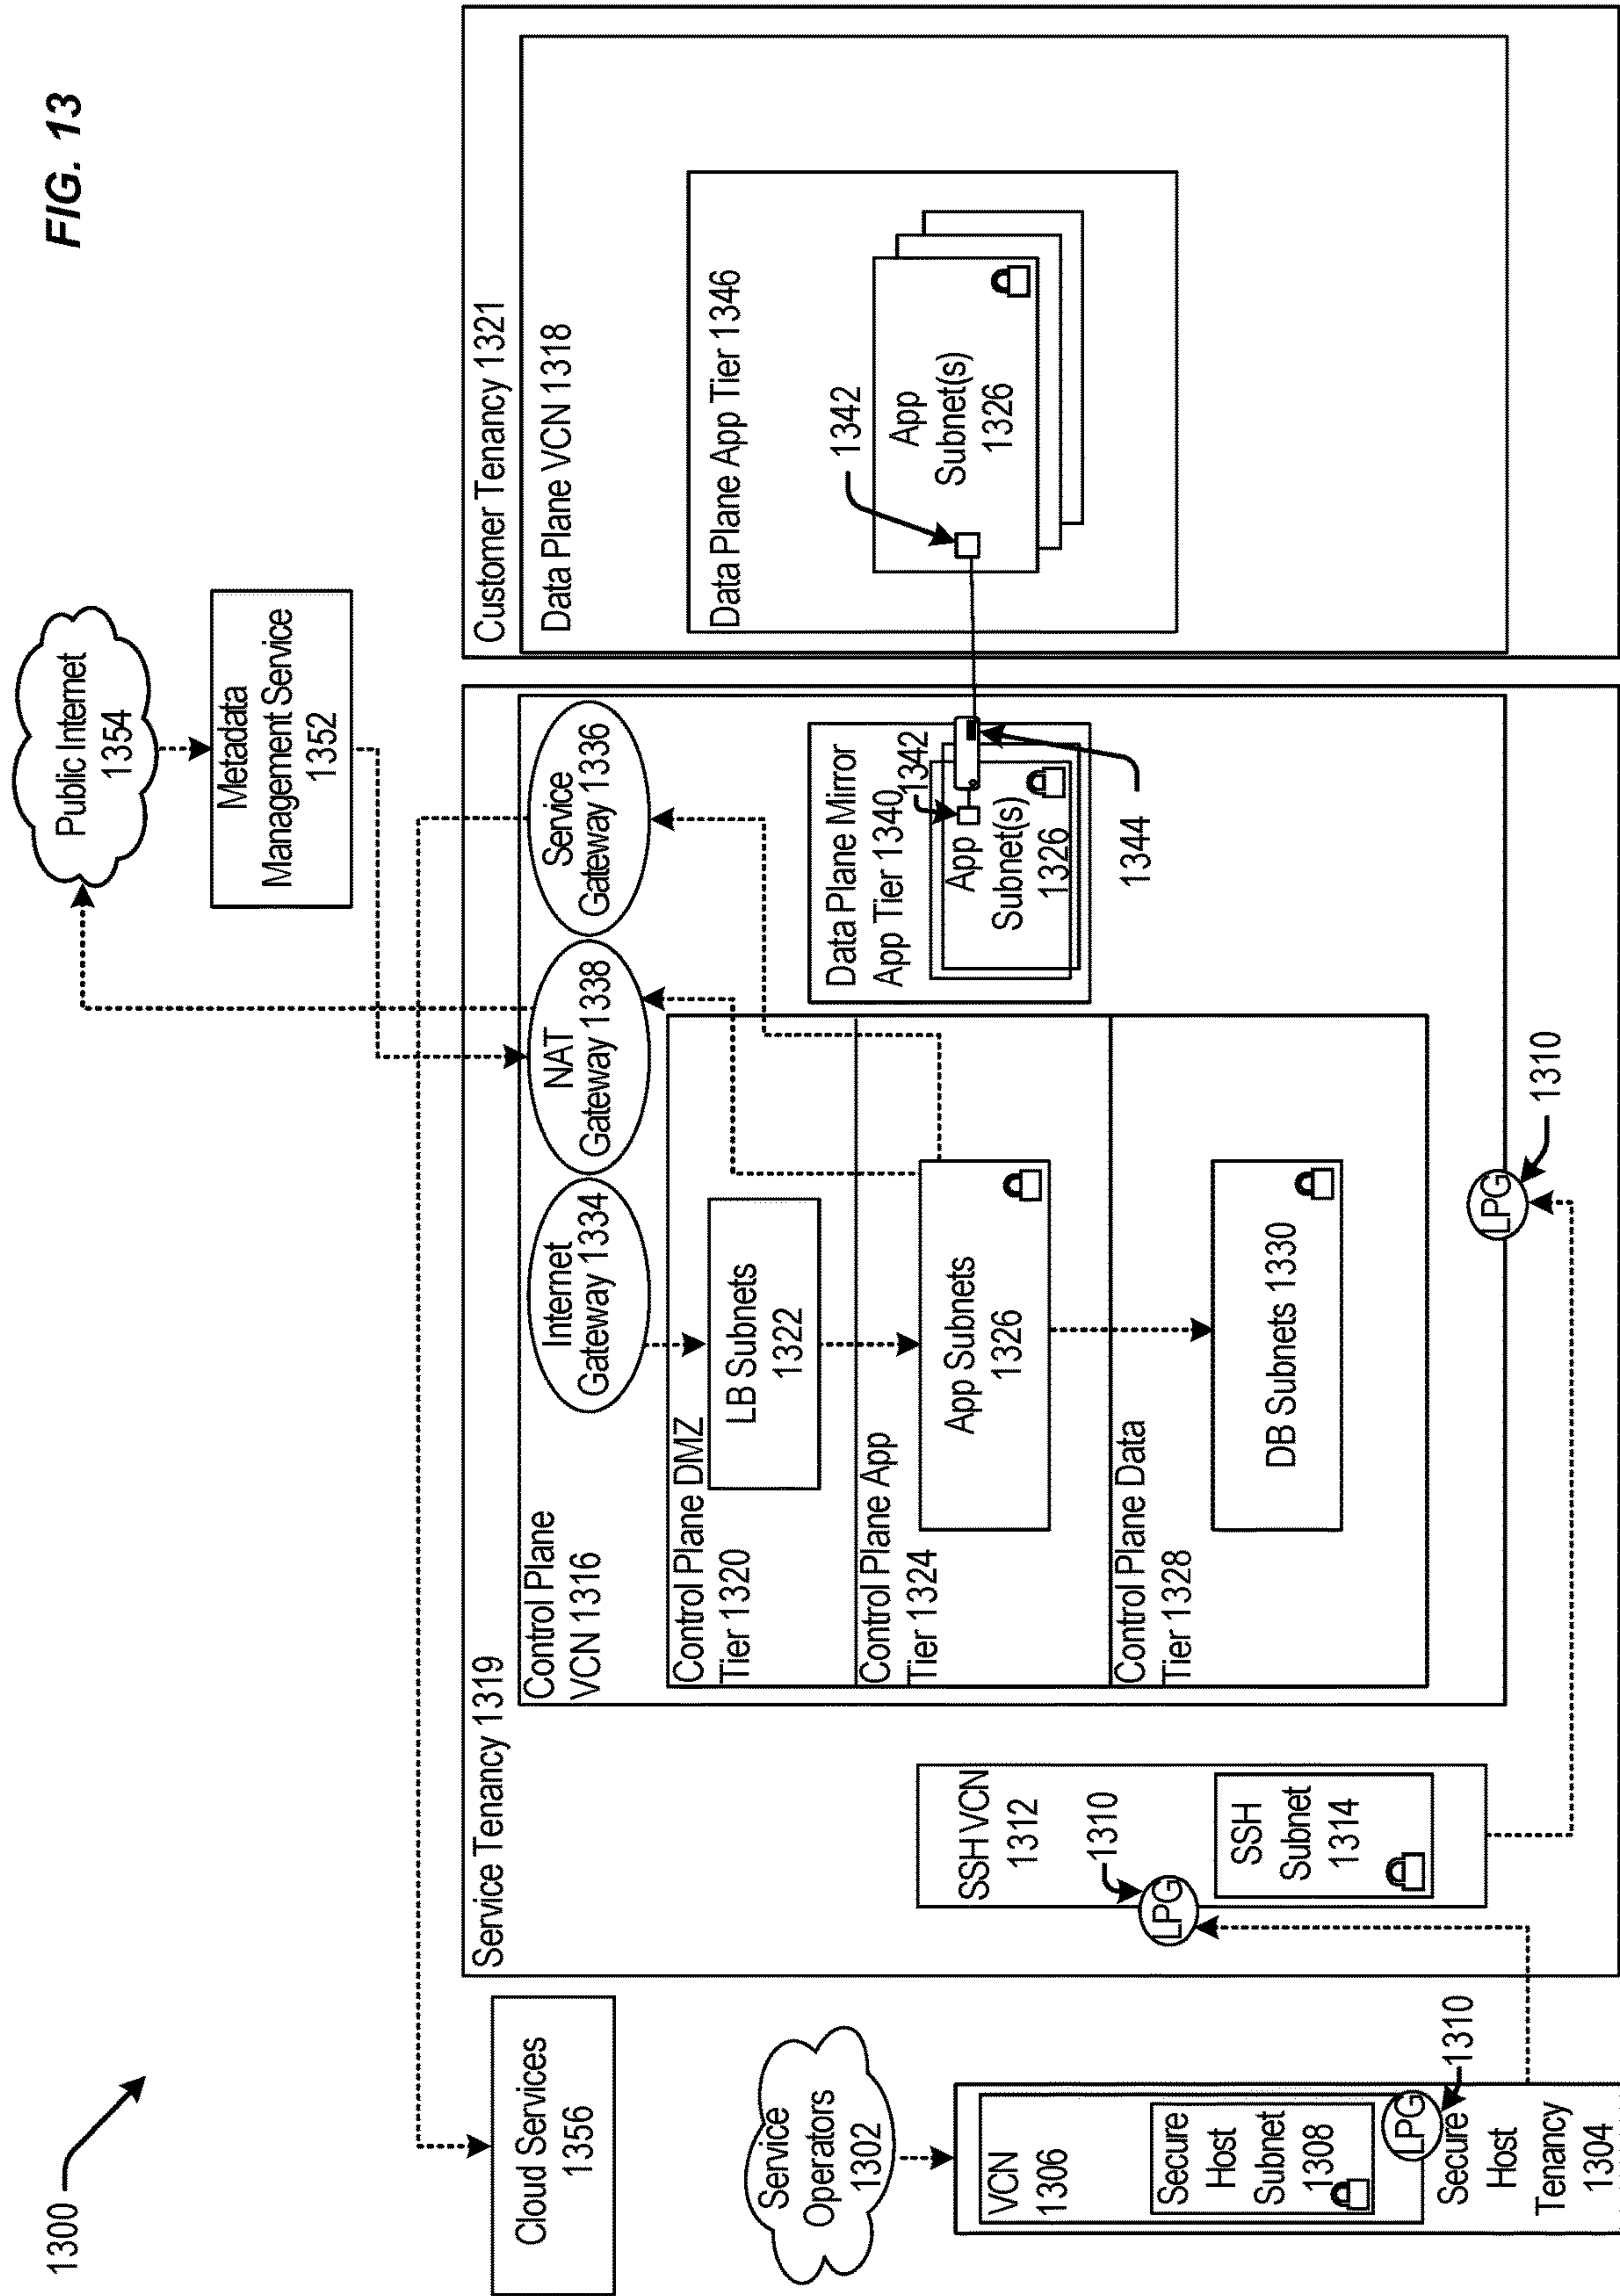 FIG. 13
1300
Public Internet
1354
Metadata
Management Service
1352
Cloud Services
1356
Service
Operators
1302
VCN
1306
Secure
Host
Subnet
1308
LPG
1310
Secure
Host
Tenancy
1304
Service Tenancy 1319
SSH VCN
1312
1310
LPG
SSH
Subnet
1314
Control Plane
VCN 1316
Internet
Gateway 1334
NAT
Gateway 1338
Service
Gateway 1336
Control Plane DMZ
Tier 1320
LB Subnets
1322
Control Plane App
Tier 1324
App Subnets
1326
Control Plane Data
Tier 1328
DB Subnets 1330
LPG
1310
Data Plane Mirror
App Tier 1340
1342
App
Subnet(s)
1326
1344
Customer Tenancy 1321
Data Plane VCN 1318
Data Plane App Tier 1346
1342
App
Subnet(s)
1326